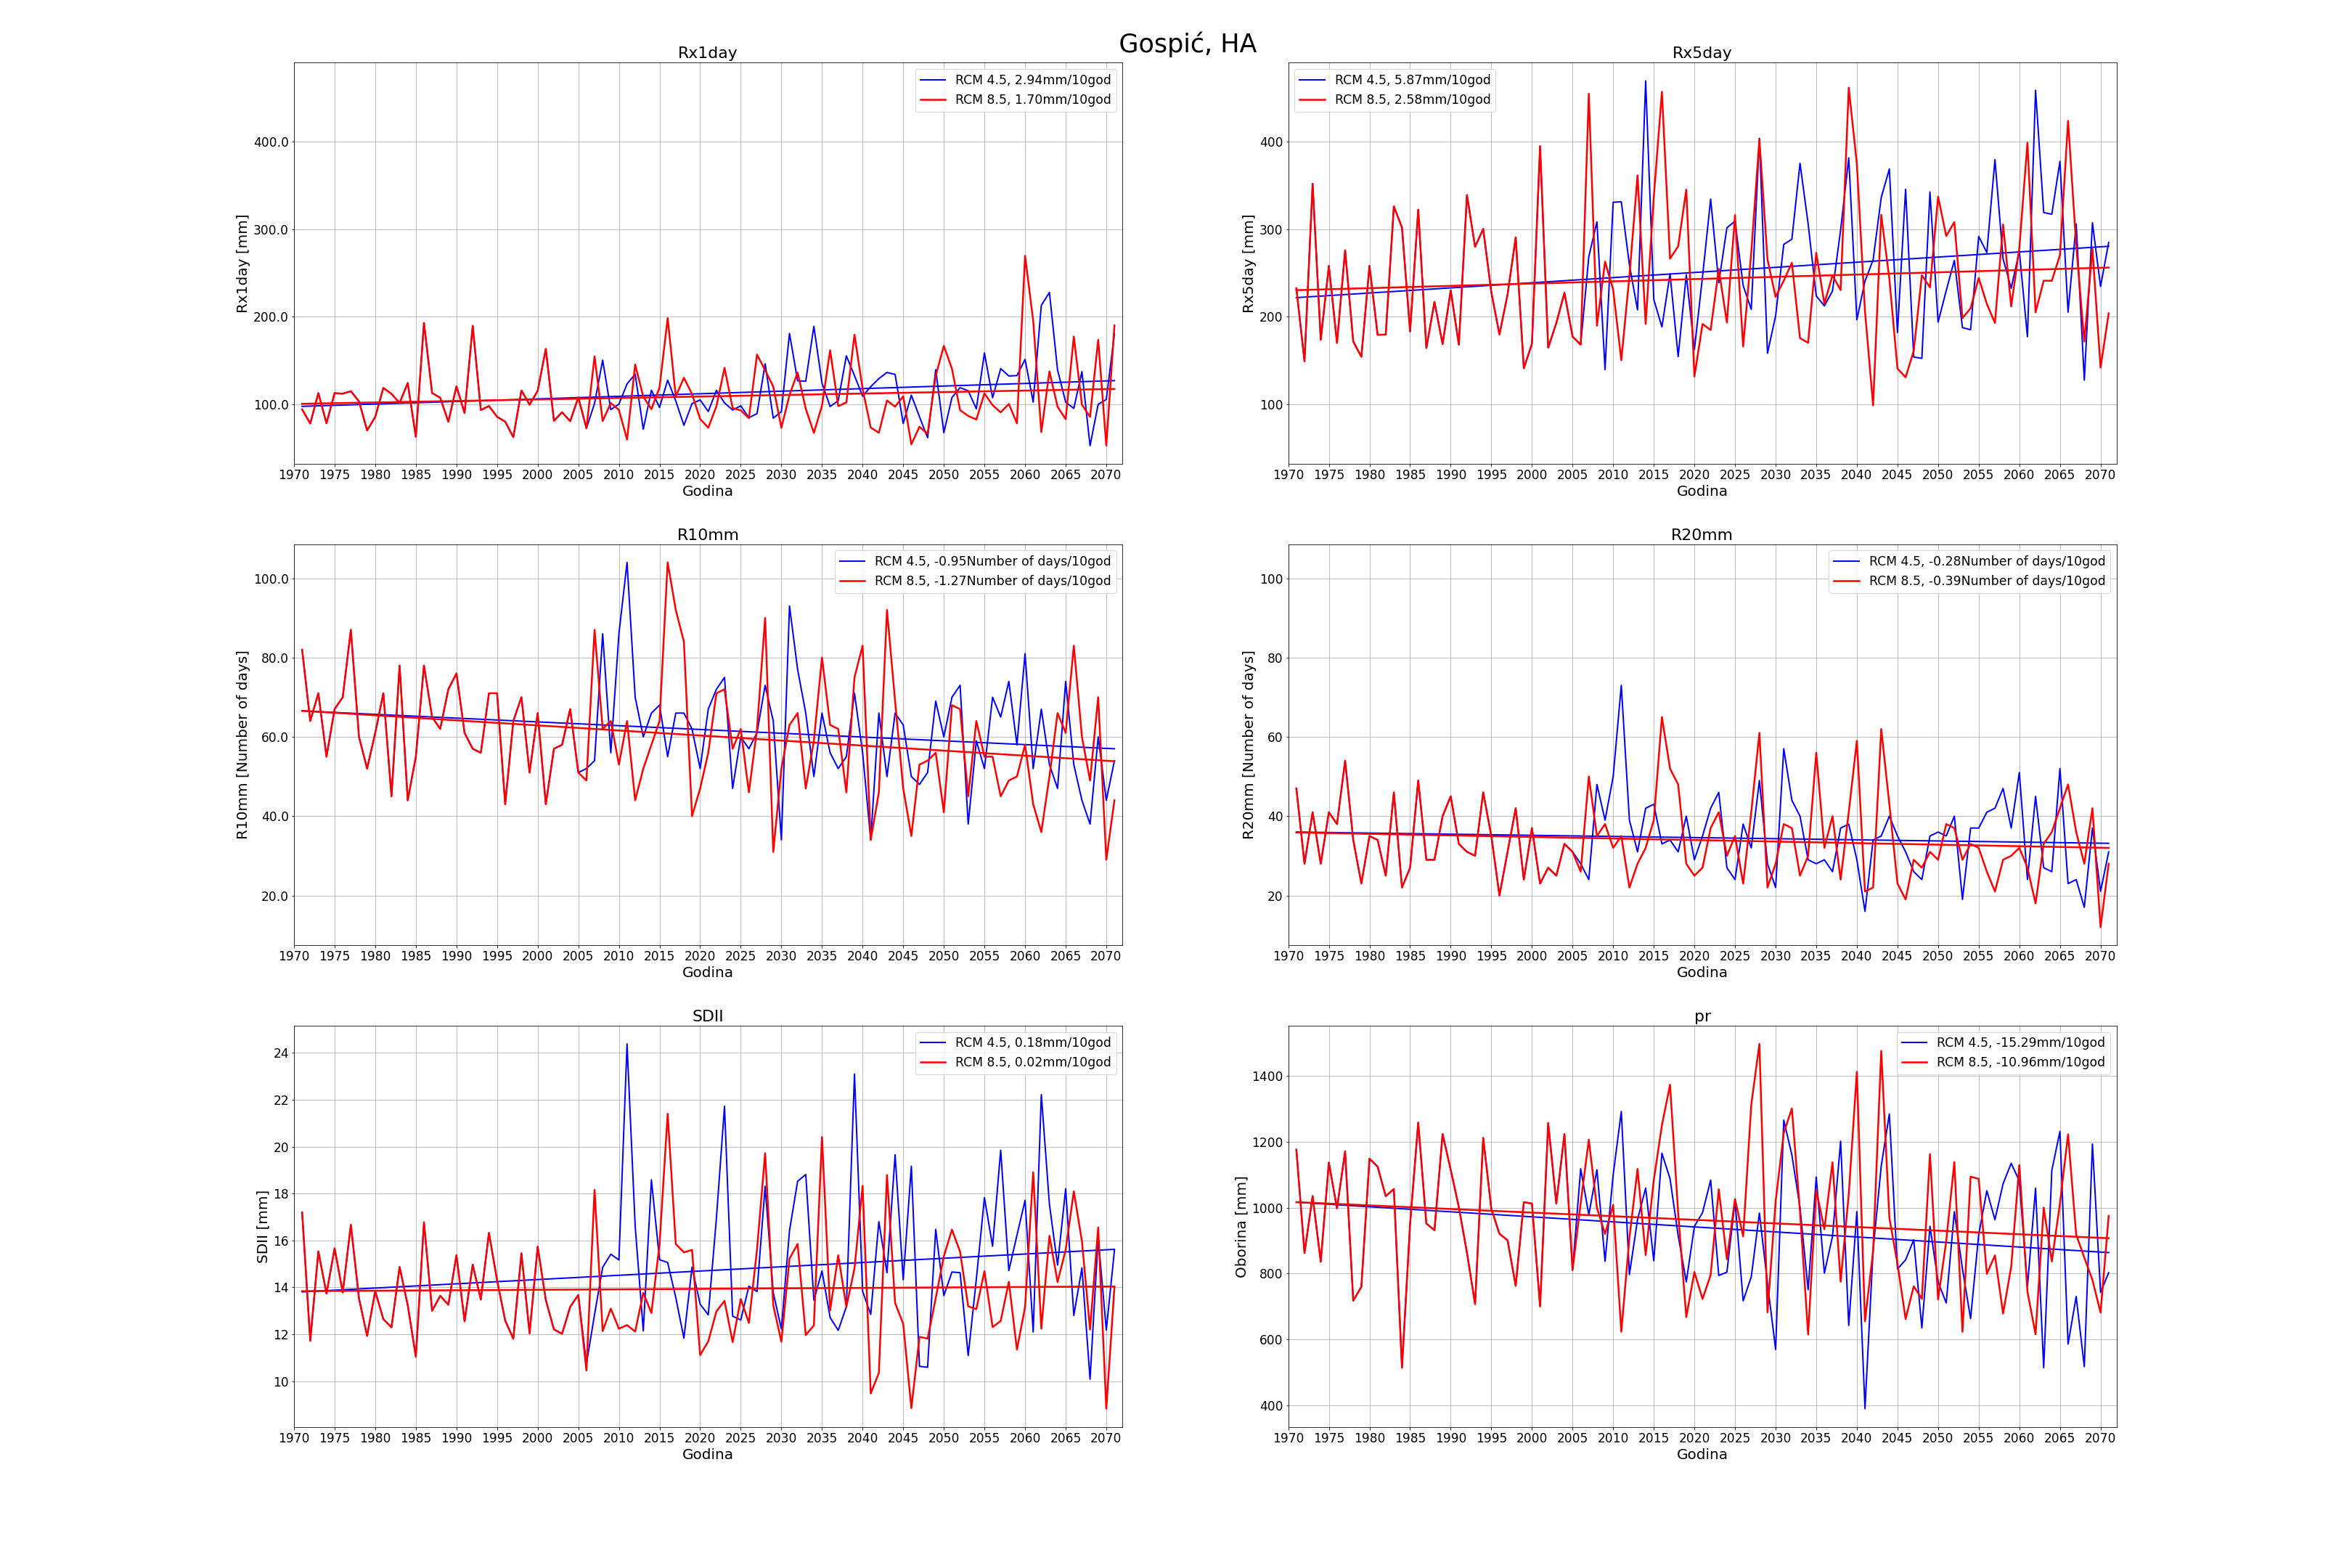 Gospić, HA
Rx1day
RCM 4.5, 2.94mm/10god
RCM 8.5, 1.70mm/10god
Rx1day [mm]
400.0
300.0
200.0
100.0
1970 1975 1980 1985 1990 1995 2000 2005 2010 2015 2020 2025 2030 2035 2040 2045 2050 2055 2060 2065 2070
Godina
Rx5day
RCM 4.5, 5.87mm/10god
RCM 8.5, 2.58mm/10god
Rx5day [mm]
400
300
200
100
1970 1975 1980 1985 1990 1995 2000 2005 2010 2015 2020 2025 2030 2035 2040 2045 2050 2055 2060 2065 2070
Godina
R10mm
RCM 4.5, -0.95Number of days/10god
RCM 8.5, -1.27Number of days/10god
R10mm [Number of days]
100.0
80.0
60.0
40.0
20.0
1970 1975 1980 1985 1990 1995 2000 2005 2010 2015 2020 2025 2030 2035 2040 2045 2050 2055 2060 2065 2070
Godina
R20mm
RCM 4.5, -0.28Number of days/10god
RCM 8.5, -0.39Number of days/10god
R20mm [Number of days]
100
80
60
40
20
1970 1975 1980 1985 1990 1995 2000 2005 2010 2015 2020 2025 2030 2035 2040 2045 2050 2055 2060 2065 2070
Godina
SDII
RCM 4.5, 0.18mm/10god
RCM 8.5, 0.02mm/10god
SDII [mm]
24
22
20
18
16
14
12
10
1970 1975 1980 1985 1990 1995 2000 2005 2010 2015 2020 2025 2030 2035 2040 2045 2050 2055 2060 2065 2070
Godina
pr
RCM 4.5, -15.29mm/10god
RCM 8.5, -10.96mm/10god
Oborina [mm]
1400
1200
1000
800
600
400
1970 1975 1980 1985 1990 1995 2000 2005 2010 2015 2020 2025 2030 2035 2040 2045 2050 2055 2060 2065 2070
Godina